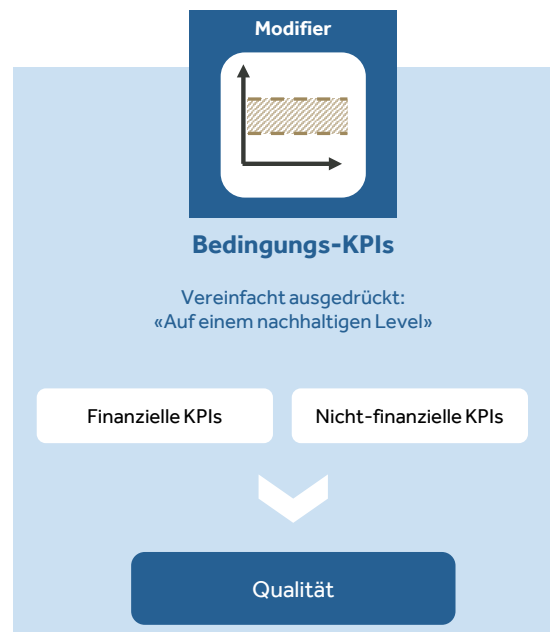 Modifier
Bedingungs-KPIs
Vereinfacht ausgedrückt:
«Auf einem nachhaltigen Level»
Finanzielle KPIs
Nicht-finanzielle KPIs
Qualität